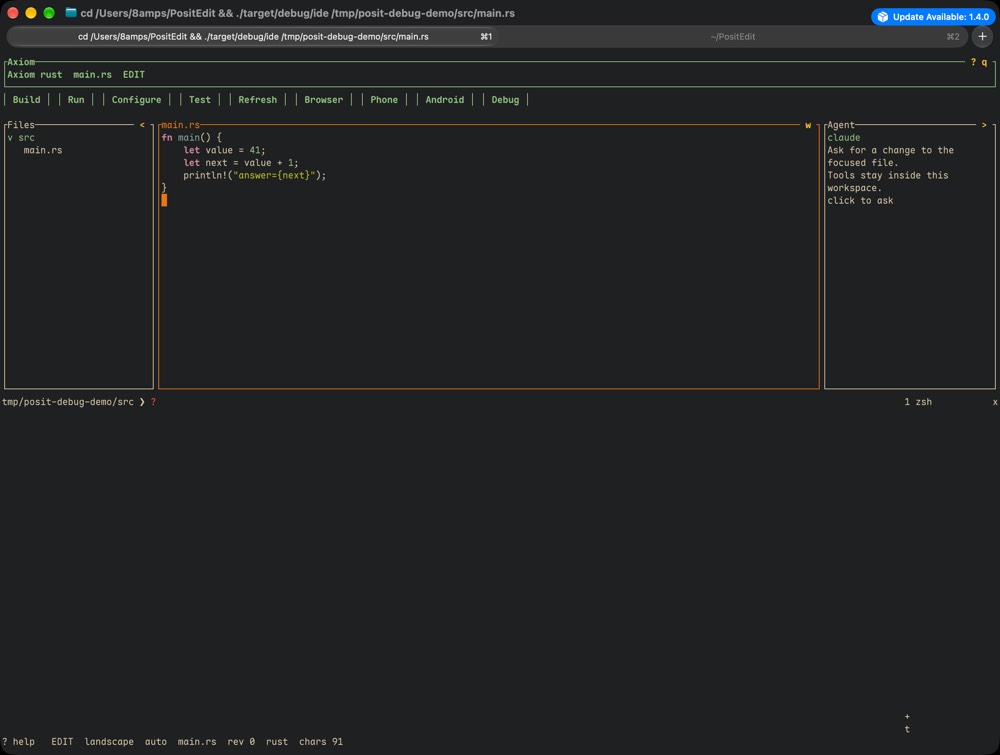 cd /Users/8amps/PositEdit && ./target/debug/ide /tmp/posit-debug-demo/src/main.rs
Update Available: 1.4.0
cd /Users/8amps/PositEdit && ./target/debug/ide /tmp/posit-debug-demo/src/main.rs ⌘1
~/PositEdit ⌘2 +
Axiom ? q
Axiom rust main.rs EDIT
| Build | | Run | | Configure | | Test | | Refresh | | Browser | | Phone | | Android | | Debug |
Files <
v src
main.rs
main.rs w
fn main() {
    let value = 41;
    let next = value + 1;
    println!("answer={next}");
}
Agent >
claude
Ask for a change to the
focused file.
Tools stay inside this
workspace.
click to ask
tmp/posit-debug-demo/src ❯ ?
1 zsh x
+
t
? help EDIT landscape auto main.rs rev 0 rust chars 91